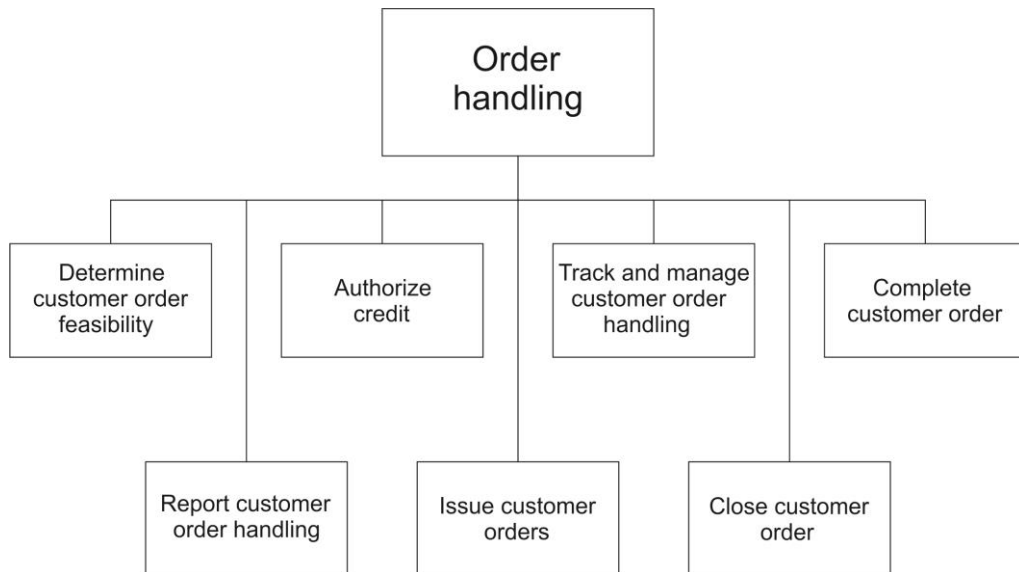 Order
handling
Determine
customer order
feasibility
Authorize
credit
Track and manage
customer order
handling
Complete
customer order
Report customer
order handling
Issue customer
orders
Close customer
order